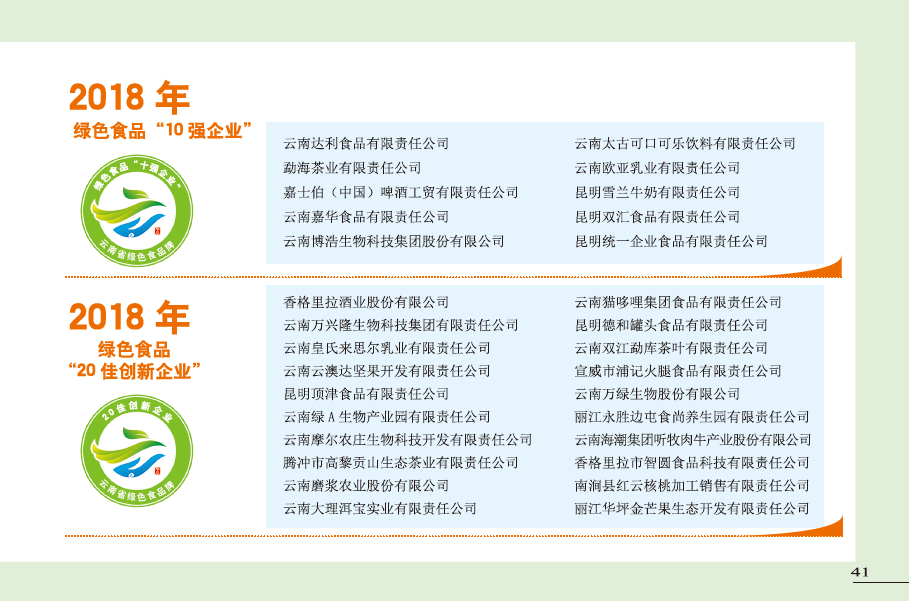 2018 年
绿色食品 “10 强企业”
绿色食品“十强企业”
云南省绿色食品牌
云南达利食品有限责任公司
勐海茶业有限责任公司
嘉士伯（中国）啤酒工贸有限责任公司
云南嘉华食品有限责任公司
云南博浩生物科技集团股份有限公司
云南太古可口可乐饮料有限责任公司
云南欧亚乳业有限责任公司
昆明雪兰牛奶有限责任公司
昆明双汇食品有限责任公司
昆明统一企业食品有限责任公司
2018 年
绿色食品
“20 佳创新企业”
20佳创新企业
云南省绿色食品牌
香格里拉酒业股份有限公司
云南万兴隆生物科技集团有限责任公司
云南皇氏来思尔乳业有限责任公司
云南云澳达坚果开发有限责任公司
昆明顶津食品有限责任公司
云南绿 A 生物产业园有限责任公司
云南摩尔农庄生物科技开发有限责任公司
腾冲市高黎贡山生态茶业有限责任公司
云南磨浆农业股份有限公司
云南大理洱宝实业有限责任公司
云南猫哆哩集团食品有限责任公司
昆明德和罐头食品有限责任公司
云南双江勐库茶叶有限责任公司
宣威市浦记火腿食品有限责任公司
云南万绿生物股份有限公司
丽江永胜边屯食尚养生园有限责任公司
云南海潮集团听牧肉牛产业股份有限公司
香格里拉市智圆食品科技有限责任公司
南涧县红云核桃加工销售有限责任公司
丽江华坪金芒果生态开发有限责任公司
41